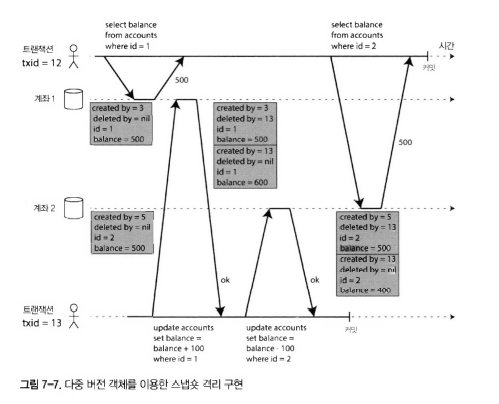 select balance
from accounts
where id = 1
select balance
from accounts
where id = 2
트랜잭션
txid = 12
시간
커밋
500
계좌 1
created by = 3
deleted by = nil
id = 1
balance = 500
created by = 3
deleted by = 13
id = 1
balance = 500
created by = 13
deleted by = nil
id = 1
balance = 600
500
계좌 2
created by = 5
deleted by = nil
id = 2
balance = 500
created by = 5
deleted by = 13
id = 2
balance = 500
created by = 13
deleted by = nil
id = 2
balance = 400
ok
ok
트랜잭션
txid = 13
커밋
update accounts
set balance =
balance + 100
where id = 1
update accounts
set balance =
balance - 100
where id = 2
그림 7-7. 다중 버전 객체를 이용한 스냅숏 격리 구현